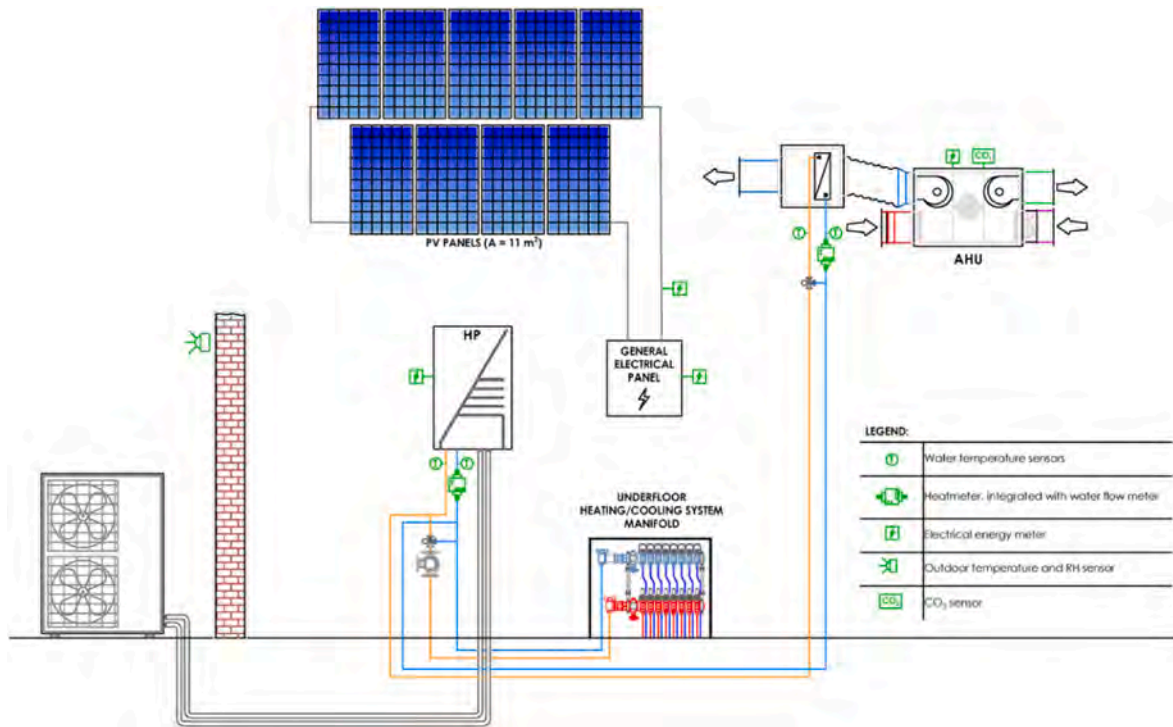 PV PANELS (A = 11 m²)
CO₂
AHU
HP
GENERAL
ELECTRICAL
PANEL
T
T
T
T
UNDERFLOOR
HEATING/COOLING SYSTEM
MANIFOLD
LEGEND:
T Water temperature sensors
Heatmeter, integrated with water flow meter
Electrical energy meter
Outdoor temperature and RH sensor
CO₂ CO₂ sensor